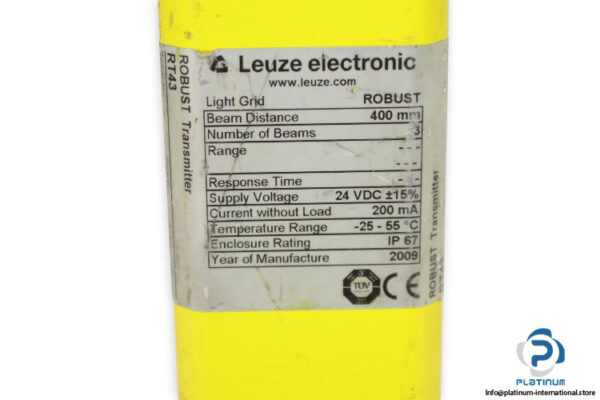 Leuze electronic
www.leuze.com
Light Grid ROBUST
Beam Distance 400 mm
Number of Beams 3
Range - - -
- - -
Response Time - - -
Supply Voltage 24 VDC ±15%
Current without Load 200 mA
Temperature Range -25 - 55 °C
Enclosure Rating IP 67
Year of Manufacture 2009
TÜV
CE
ROBUST Transmitter
RT43
ROBUST Transmitter
RT43
PLATINUM
info@platinum-international.store